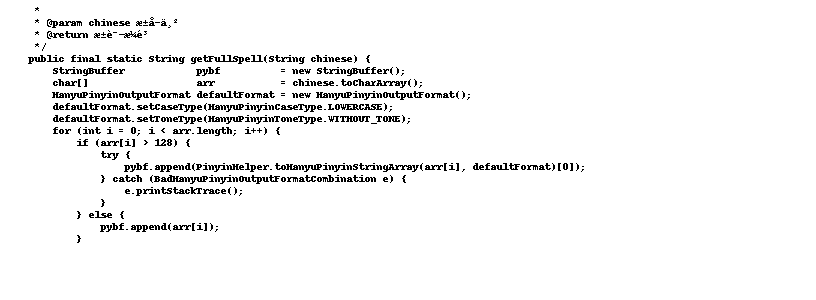 *
* @param chinese æ±å­ä¸²
* @return æ±è¯­æ¼é³
*/
public final static String getFullSpell(String chinese) {
StringBuffer pybf = new StringBuffer();
char[] arr = chinese.toCharArray();
HanyuPinyinOutputFormat defaultFormat = new HanyuPinyinOutputFormat();
defaultFormat.setCaseType(HanyuPinyinCaseType.LOWERCASE);
defaultFormat.setToneType(HanyuPinyinToneType.WITHOUT_TONE);
for (int i = 0; i < arr.length; i++) {
if (arr[i] > 128) {
try {
pybf.append(PinyinHelper.toHanyuPinyinStringArray(arr[i], defaultFormat)[0]);
} catch (BadHanyuPinyinOutputFormatCombination e) {
e.printStackTrace();
}
} else {
pybf.append(arr[i]);
}